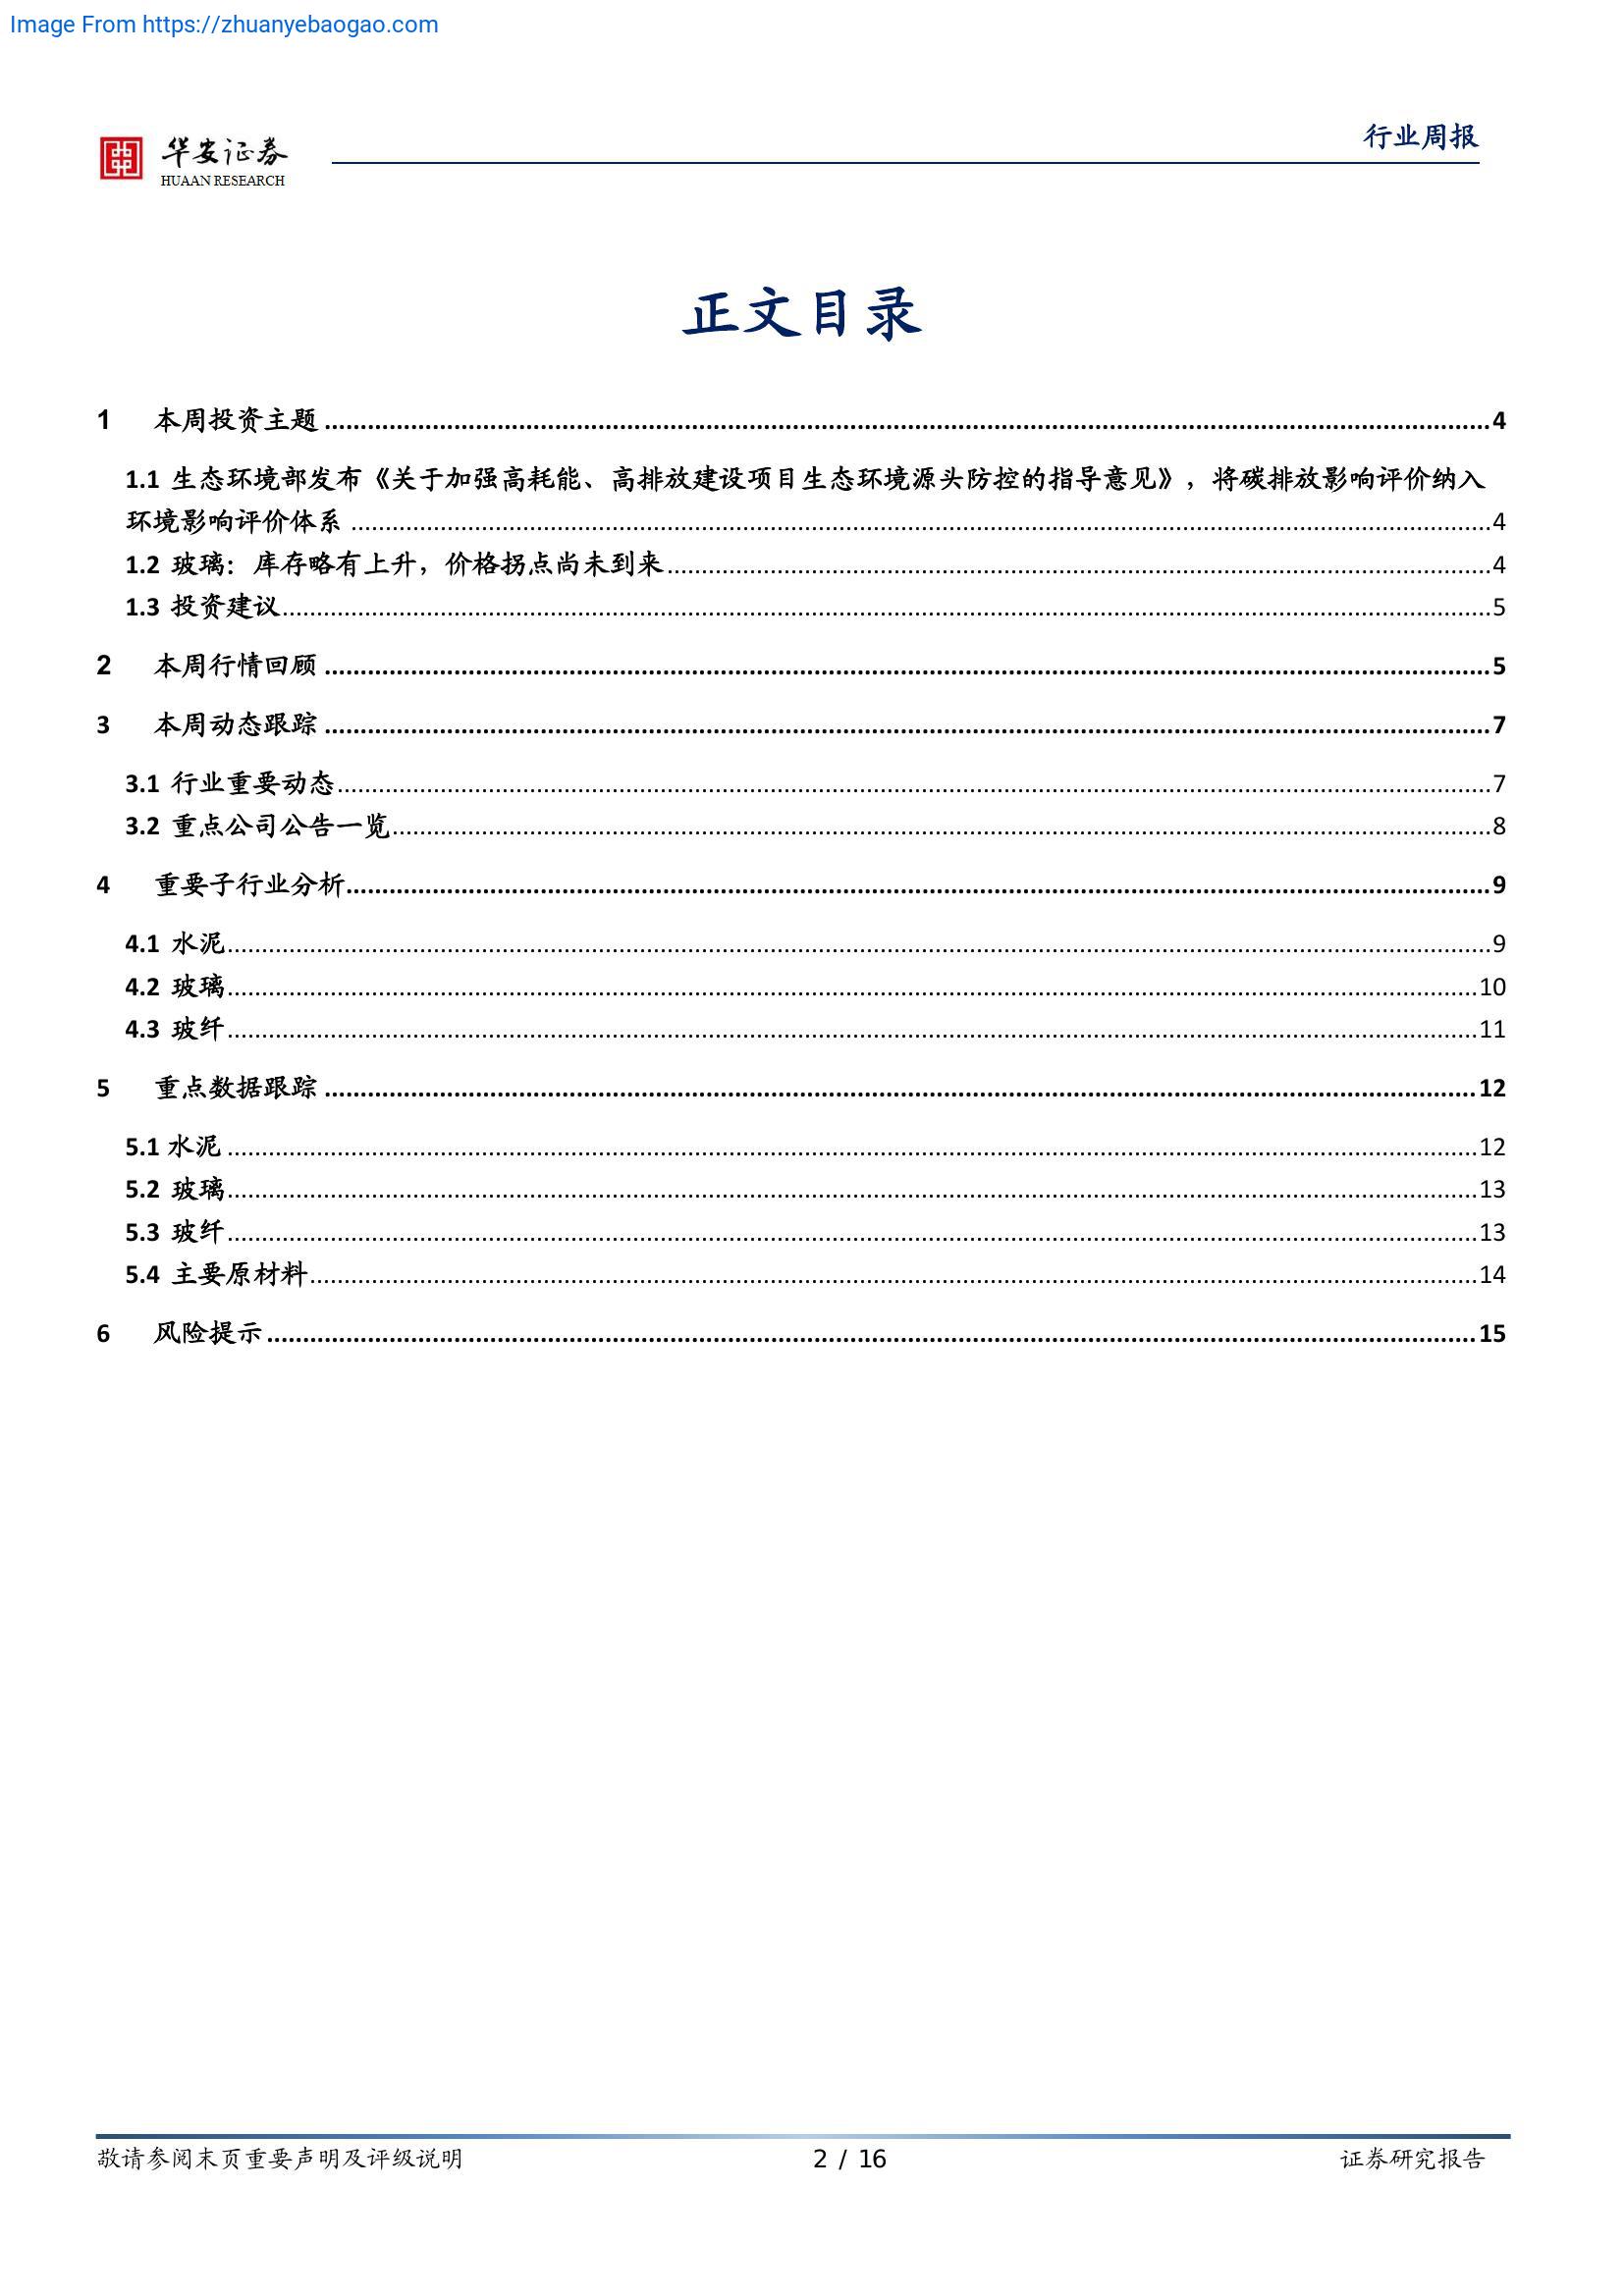 Image From https://zhuanyebaogao.com
华安证券
HUAAN RESEARCH
行业周报
正文目录
1 本周投资主题 4
1.1 生态环境部发布《关于加强高耗能、高排放建设项目生态环境源头防控的指导意见》，将碳排放影响评价纳入
环境影响评价体系 4
1.2 玻璃：库存略有上升，价格拐点尚未到来 4
1.3 投资建议 5
2 本周行情回顾 5
3 本周动态跟踪 7
3.1 行业重要动态 7
3.2 重点公司公告一览 8
4 重要子行业分析 9
4.1 水泥 9
4.2 玻璃 10
4.3 玻纤 11
5 重点数据跟踪 12
5.1 水泥 12
5.2 玻璃 13
5.3 玻纤 13
5.4 主要原材料 14
6 风险提示 15
敬请参阅末页重要声明及评级说明 2 / 16 证券研究报告